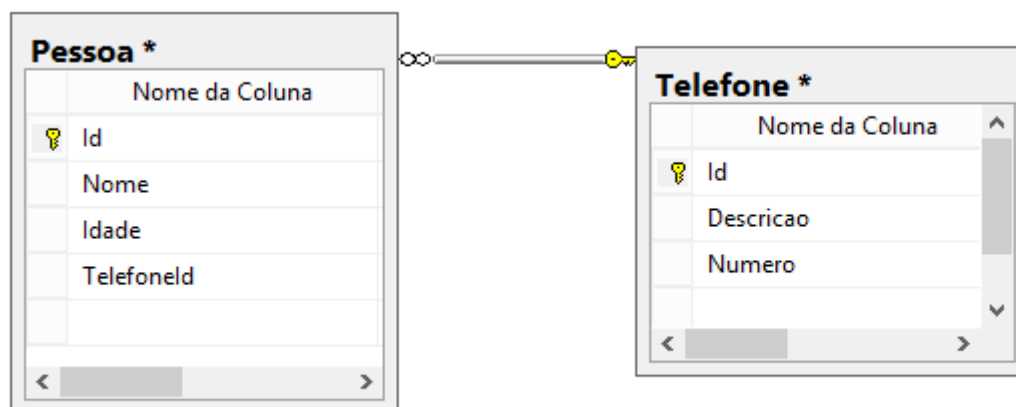 Pessoa *
Nome da Coluna
Id
Nome
Idade
TelefoneId
Telefone *
Nome da Coluna
Id
Descricao
Numero